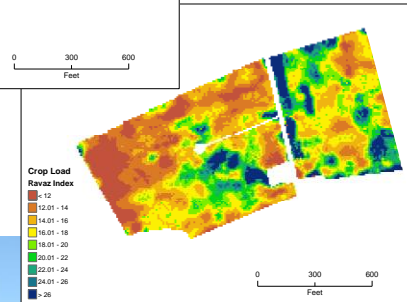 0 300 600
Feet
Crop Load
Ravaz Index
< 12
12.01 - 14
14.01 - 16
16.01 - 18
18.01 - 20
20.01 - 22
22.01 - 24
24.01 - 26
> 26
0 300 600
Feet